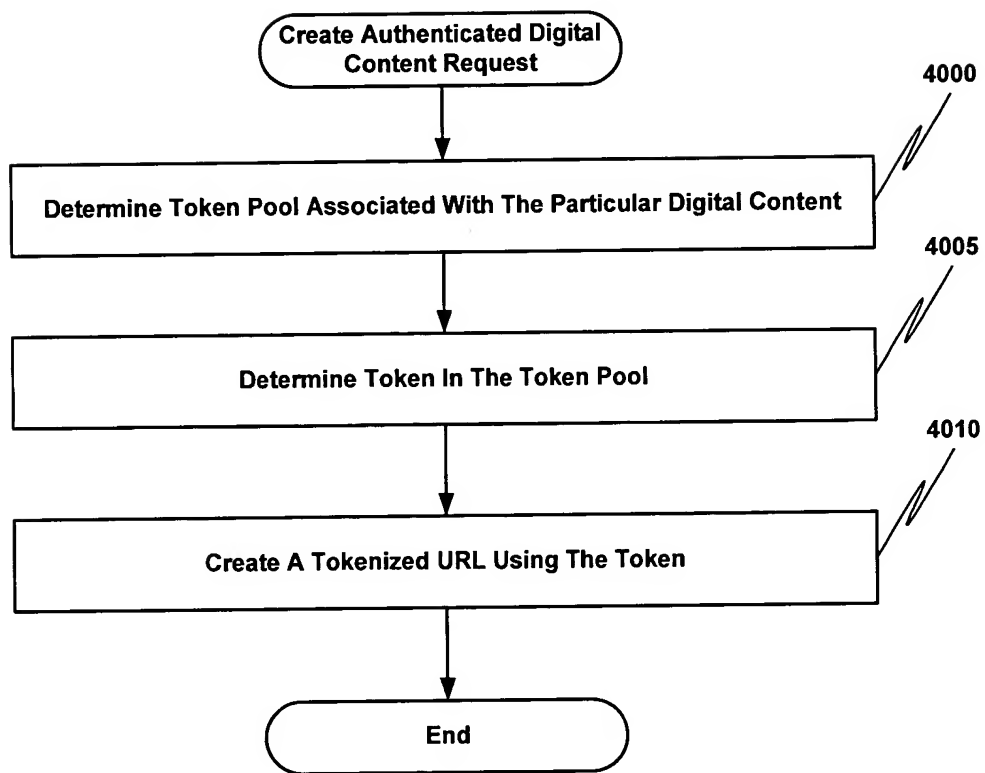 Create Authenticated Digital
Content Request
4000
Determine Token Pool Associated With The Particular Digital Content
4005
Determine Token In The Token Pool
4010
Create A Tokenized URL Using The Token
End